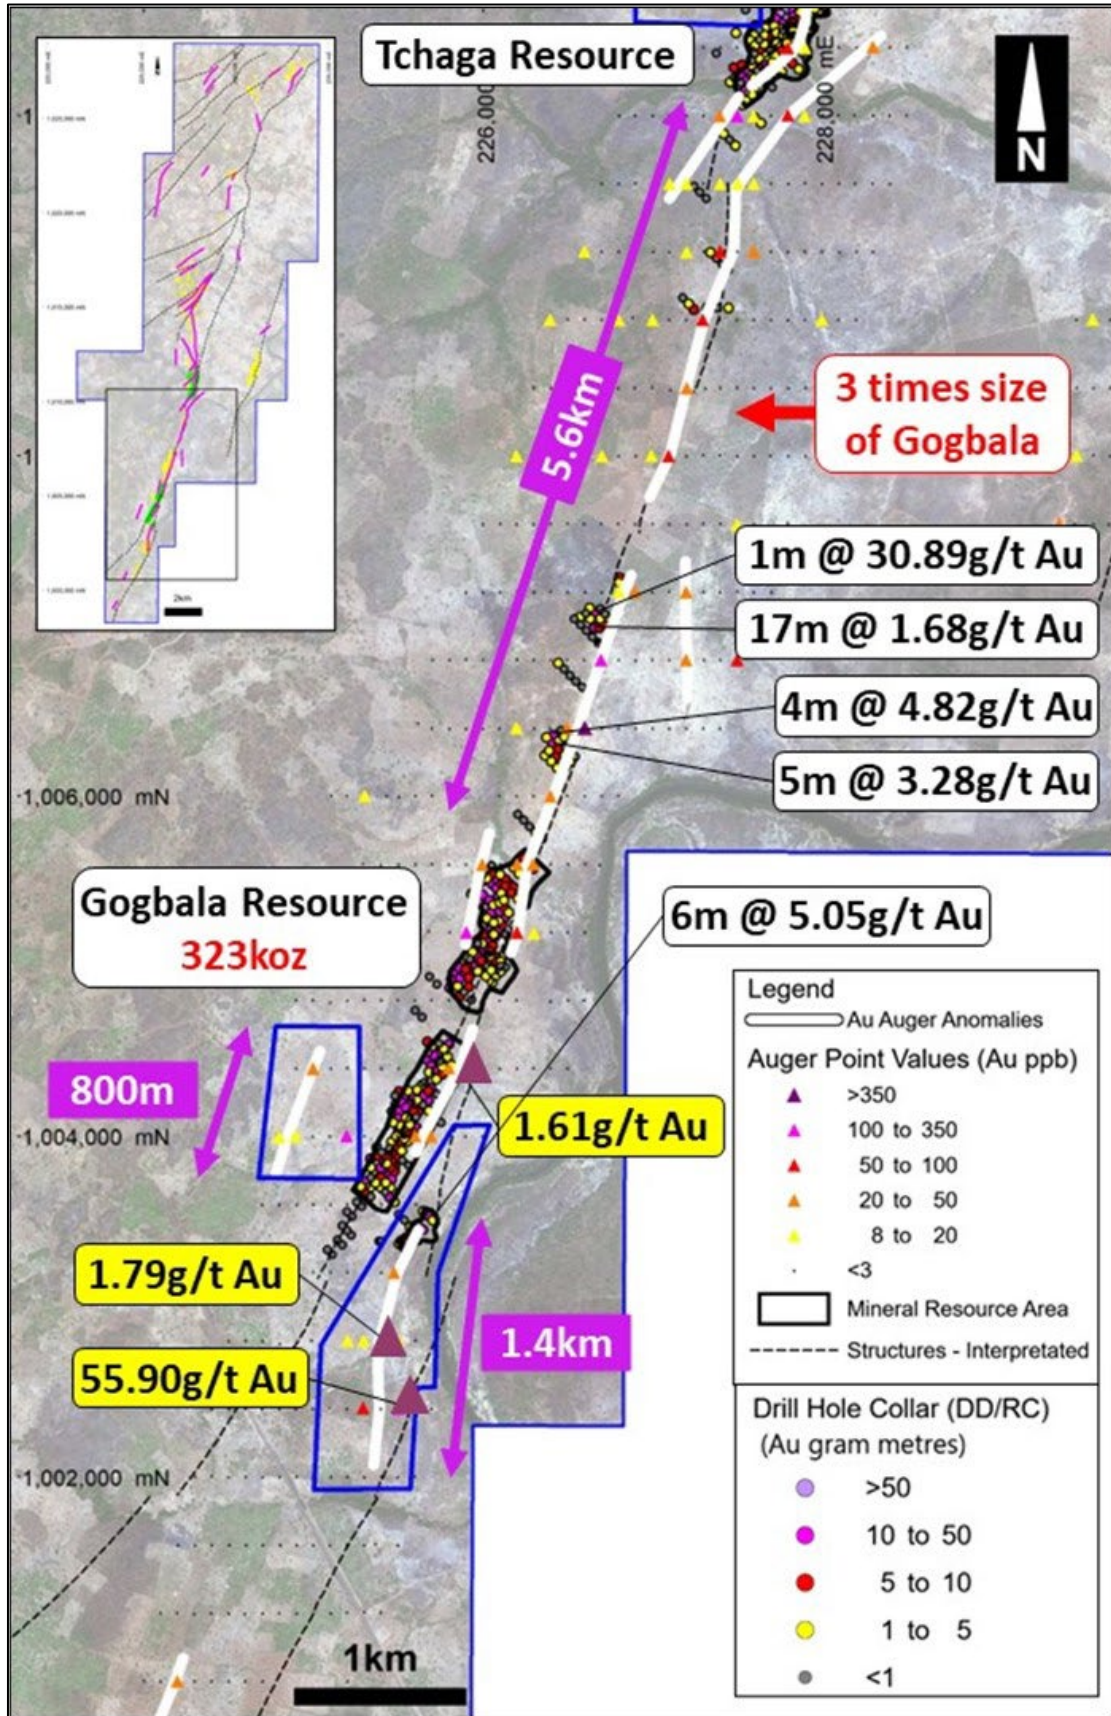 Tchaga Resource
226,000
228,000 mE
N
5.6km
3 times size
of Gogbala
2km
1m @ 30.89g/t Au
17m @ 1.68g/t Au
4m @ 4.82g/t Au
5m @ 3.28g/t Au
1,006,000 mN
Gogbala Resource
323koz
6m @ 5.05g/t Au
800m
1.61g/t Au
1,004,000 mN
1.79g/t Au
1.4km
55.90g/t Au
1,002,000 mN
1km
Legend
Au Auger Anomalies
Auger Point Values (Au ppb)
>350
100 to 350
50 to 100
20 to 50
8 to 20
<3
Mineral Resource Area
Structures - Interpretated
Drill Hole Collar (DD/RC)
(Au gram metres)
>50
10 to 50
5 to 10
1 to 5
<1